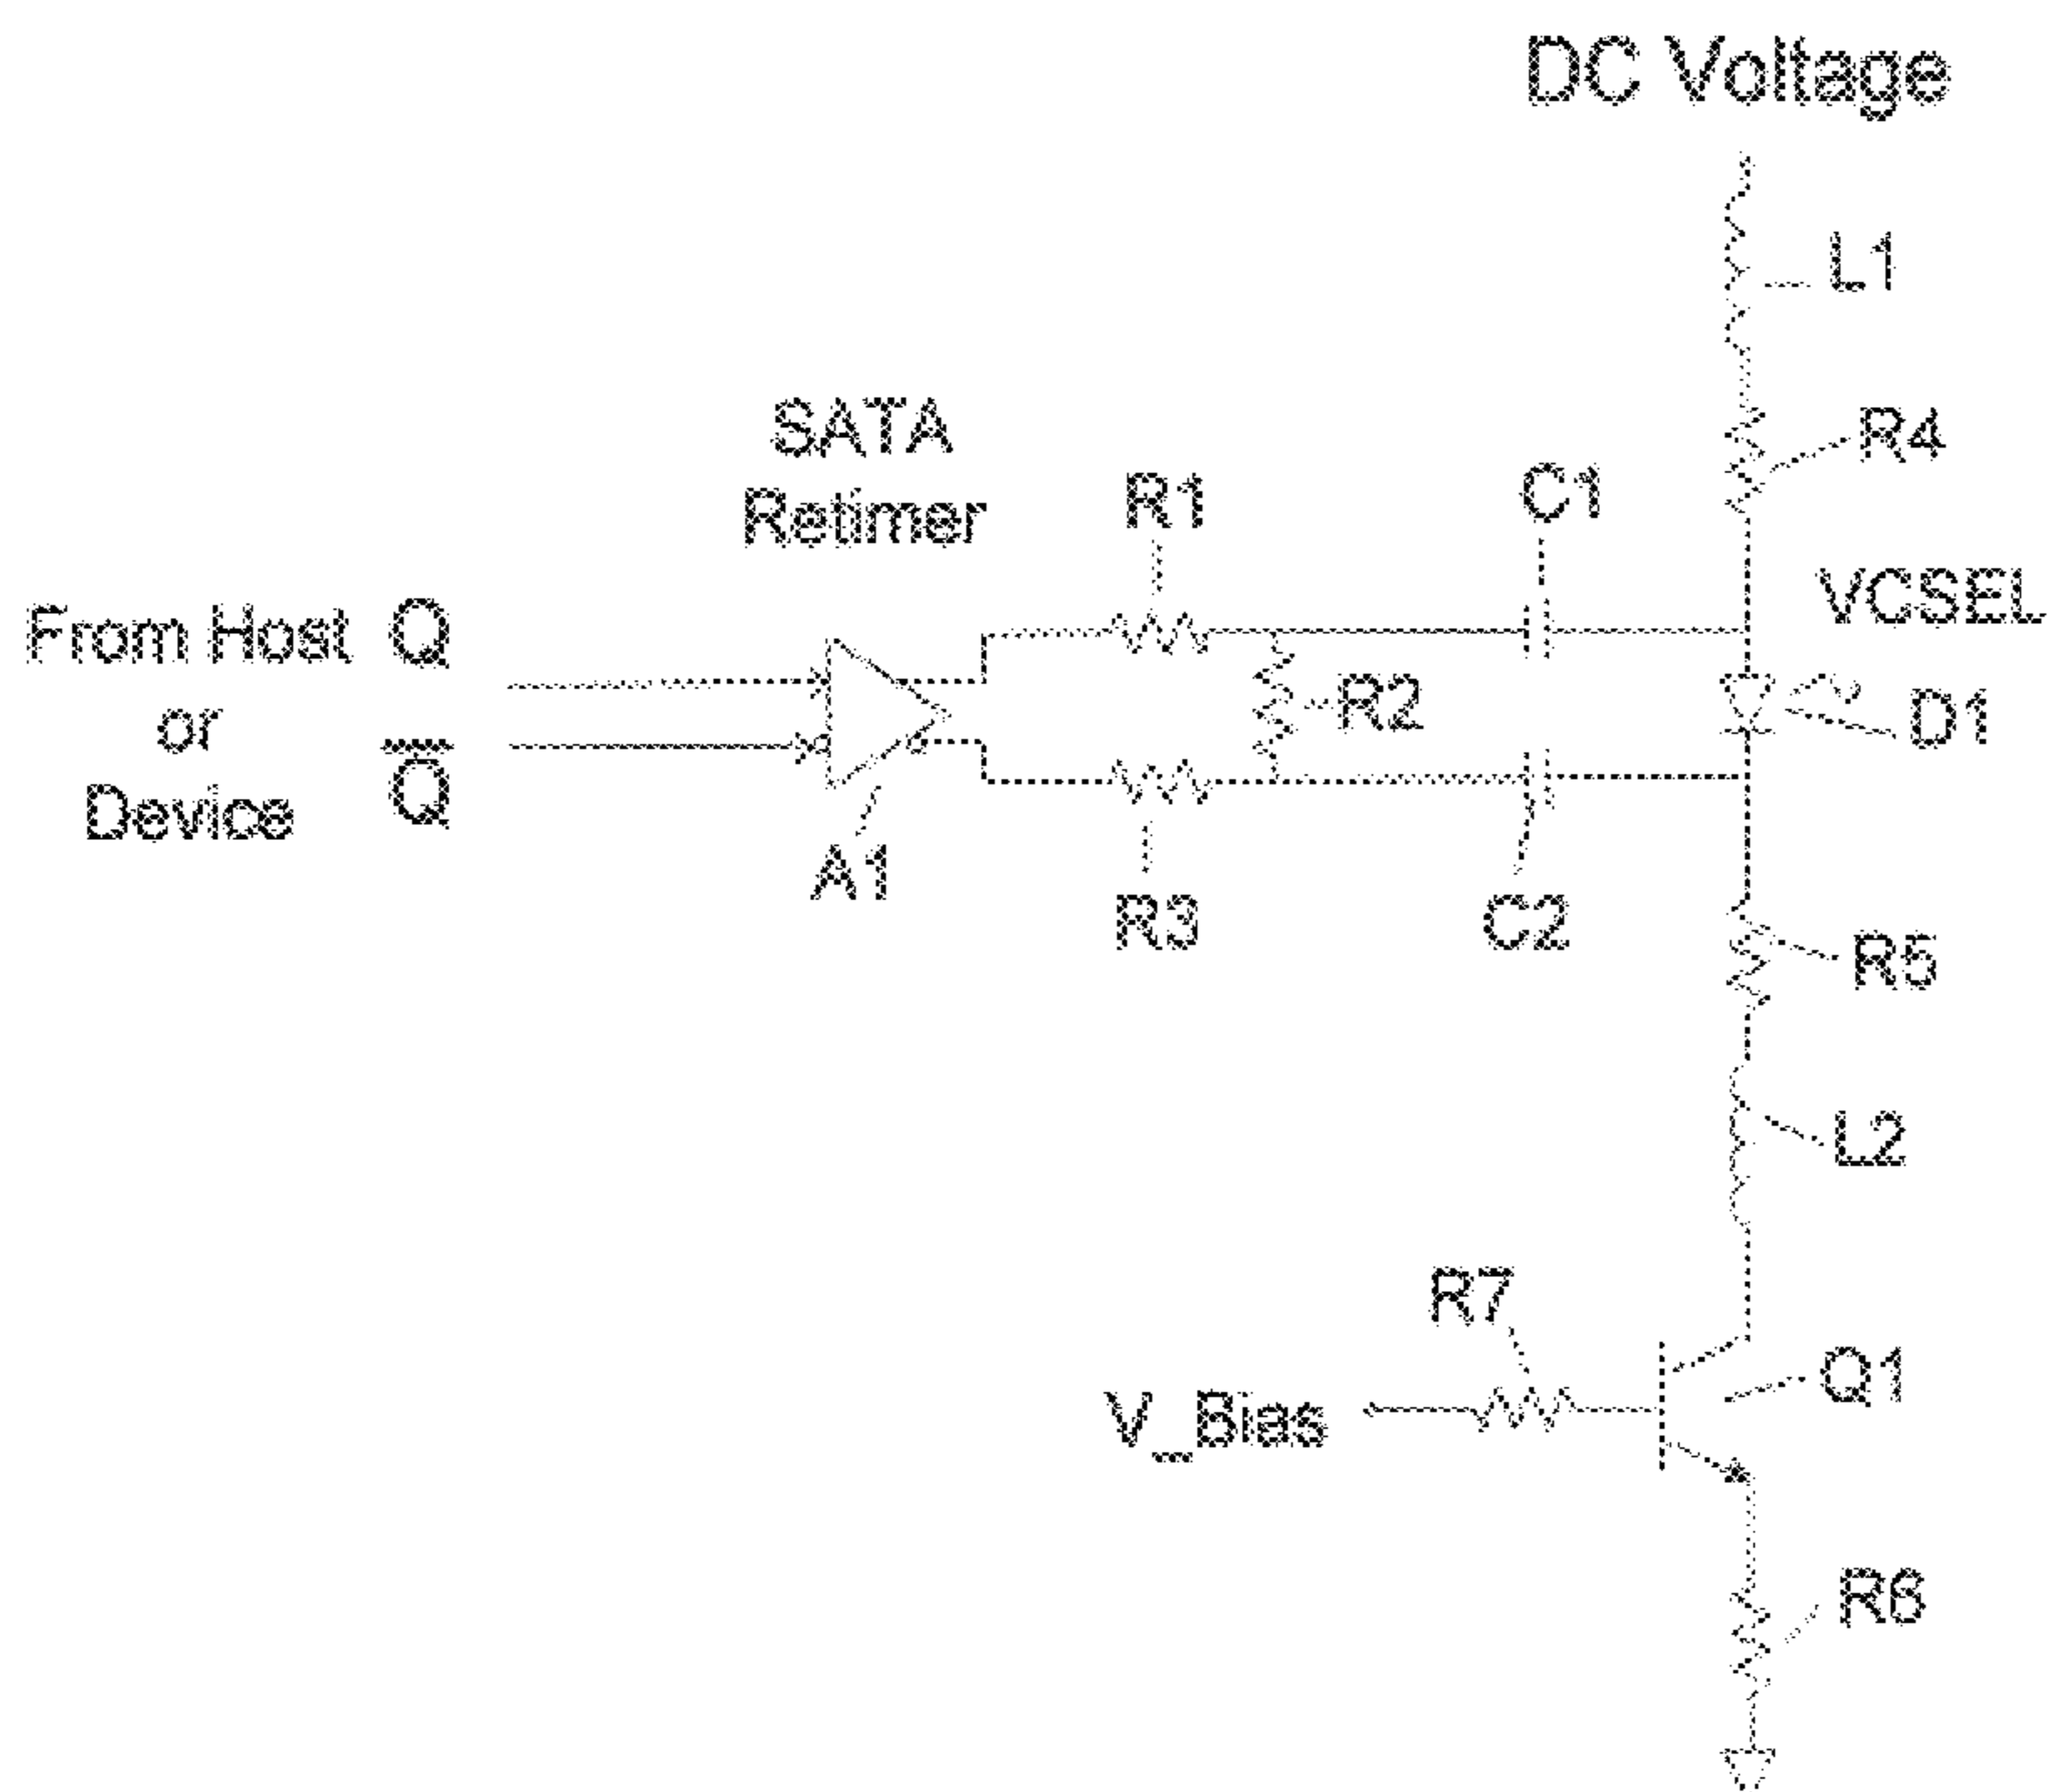 DC Voltage
L1
R4
SATA
Retimer
R1
C1
VCSEL
From Host Q
or
Device Q̅
R2
D1
A1
R3
C2
R5
L2
R7
V_Bias
Q1
R6